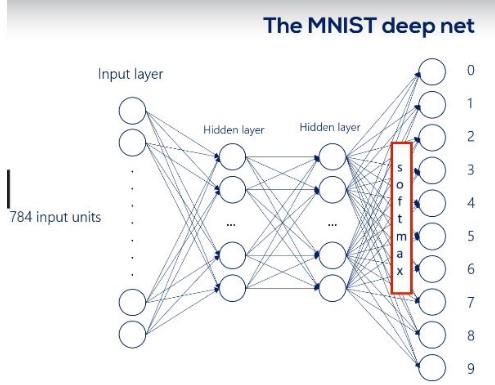 The MNIST deep net
Input layer
Hidden layer
Hidden layer
784 input units
...
...
softmax
0
1
2
3
4
5
6
7
8
9